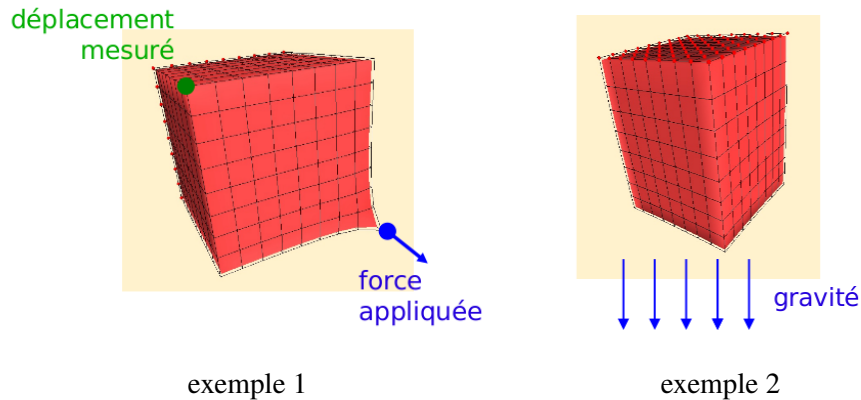 déplacement
mesuré
force
appliquée
gravité
exemple 1
exemple 2